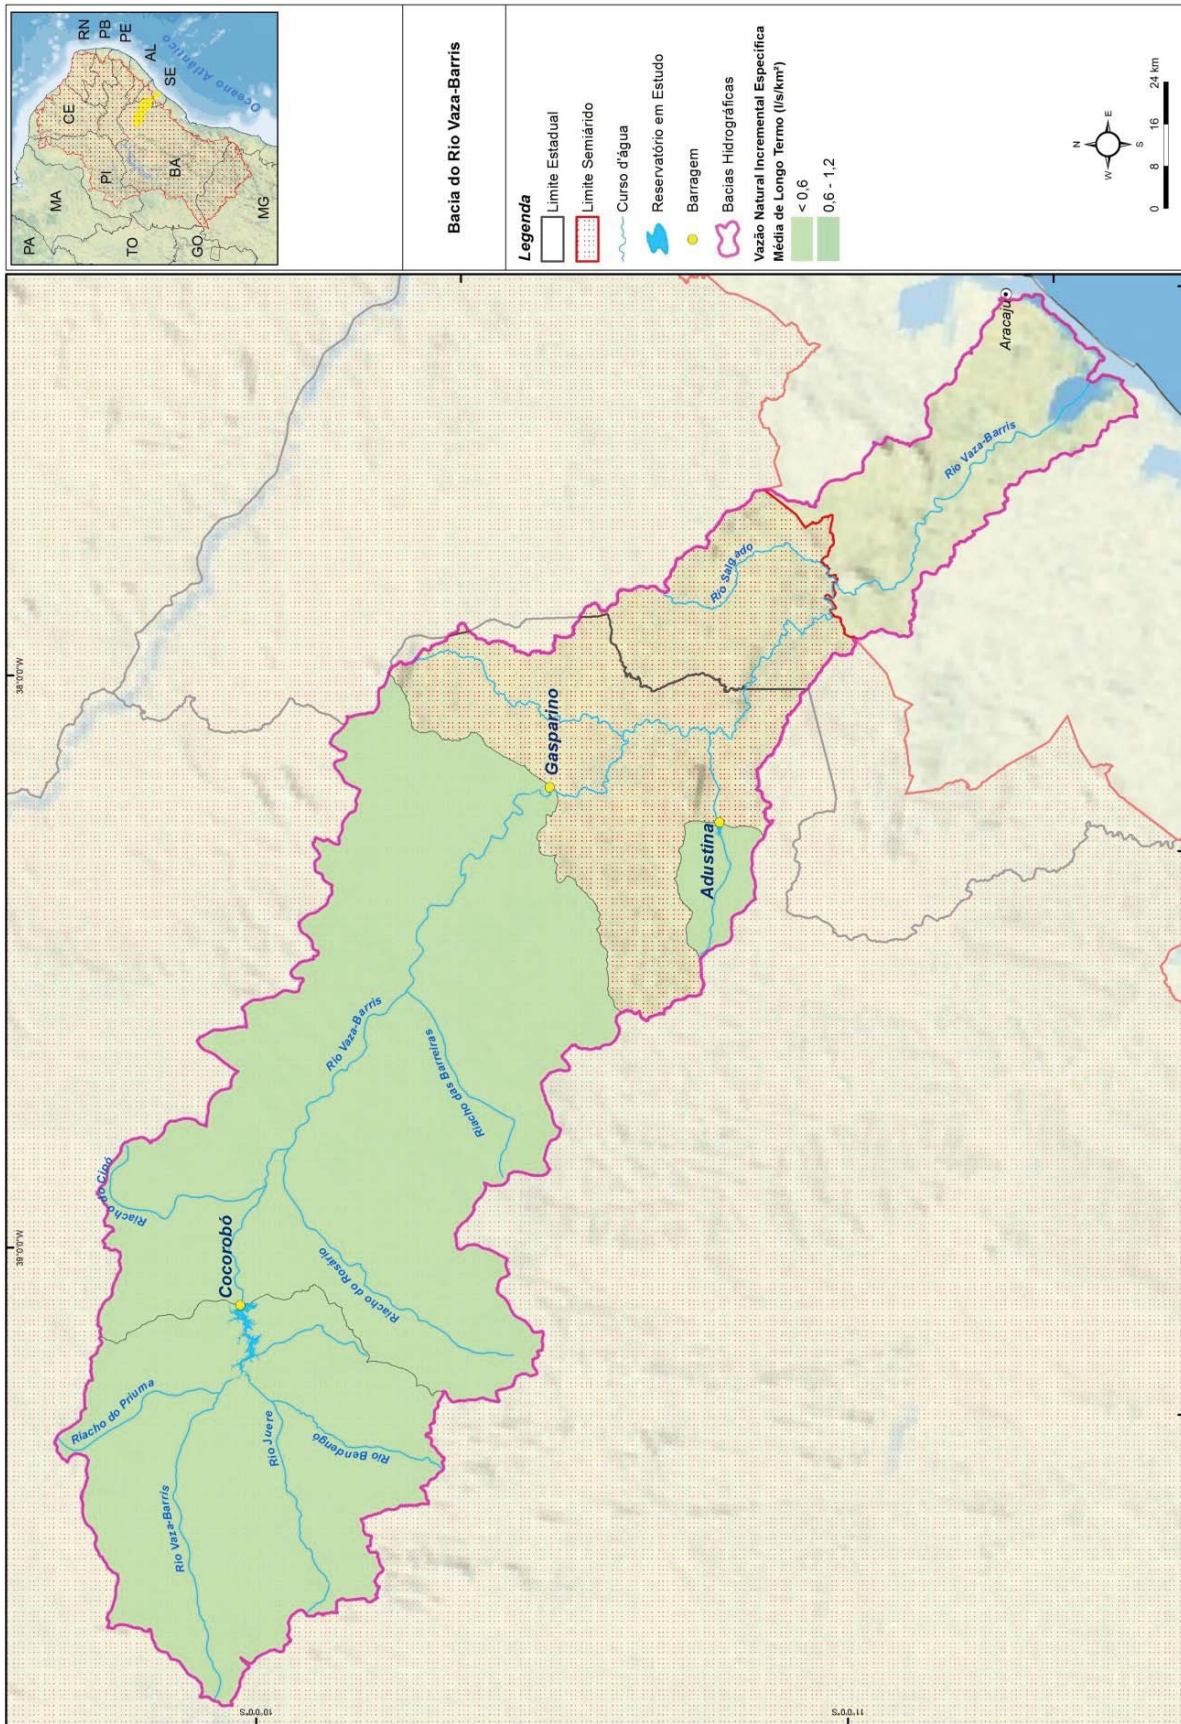 PA
MA
CE
RN
PB
PE
AL
SE
PI
TO
BA
GO
MG
Oceano Atlântico
Bacia do Rio Vaza-Barris
Legenda
Limite Estadual
Limite Semiárido
Curso d'água
Reservatório em Estudo
Barragem
Bacias Hidrográficas
Vazão Natural Incremental Específica
Média de Longo Termo (l/s/km²)
< 0,6
0,6 - 1,2
N
W
E
S
0
8
16
24 km
39°0'0"W
38°0'0"W
10°0'0"S
11°0'0"S
Riacho do Priuma
Rio Vaza-Barris
Rio Juere
Rio Bendengó
Cocorobó
Riacho do Cipó
Riacho do Rosário
Rio Vaza-Barris
Riacho das Barreiras
Gasparino
Adustina
Rio Salgado
Rio Vaza-Barris
Aracaju